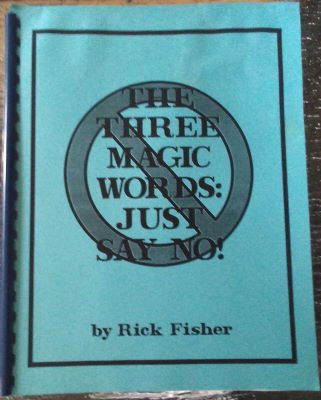 THE
THREE
MAGIC
WORDS:
JUST
SAY NO!
by Rick Fisher